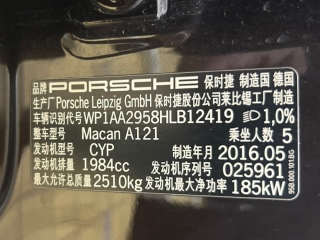 品牌 PORSCHE 保时捷 制造国 德国
生产厂 Porsche Leipzig GmbH 保时捷股份公司莱比锡工厂制造
车辆识别代号 WP1AA2958HLB12419 1,0%
整车型号 Macan A121 乘坐人数 5
发动机型号 CYP 制造年月 2016.05
发动机排量 1984cc 发动机序列号 025961
最大允许总质量 2510kg 发动机最大净功率 185kW
95B.000.101.BG